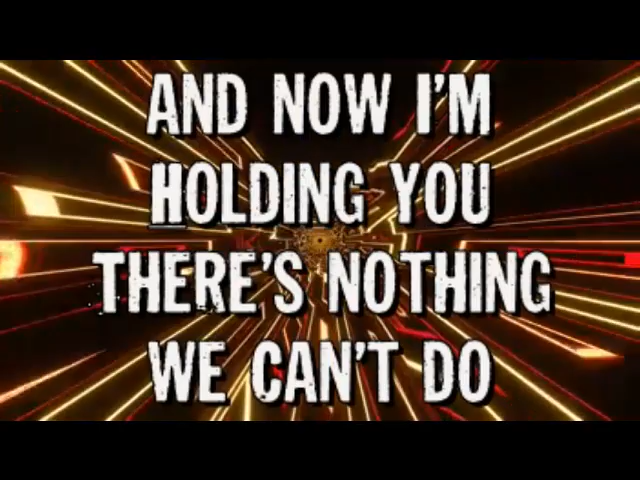 AND NOW I'M
HOLDING YOU
THERE'S NOTHING
WE CAN'T DO